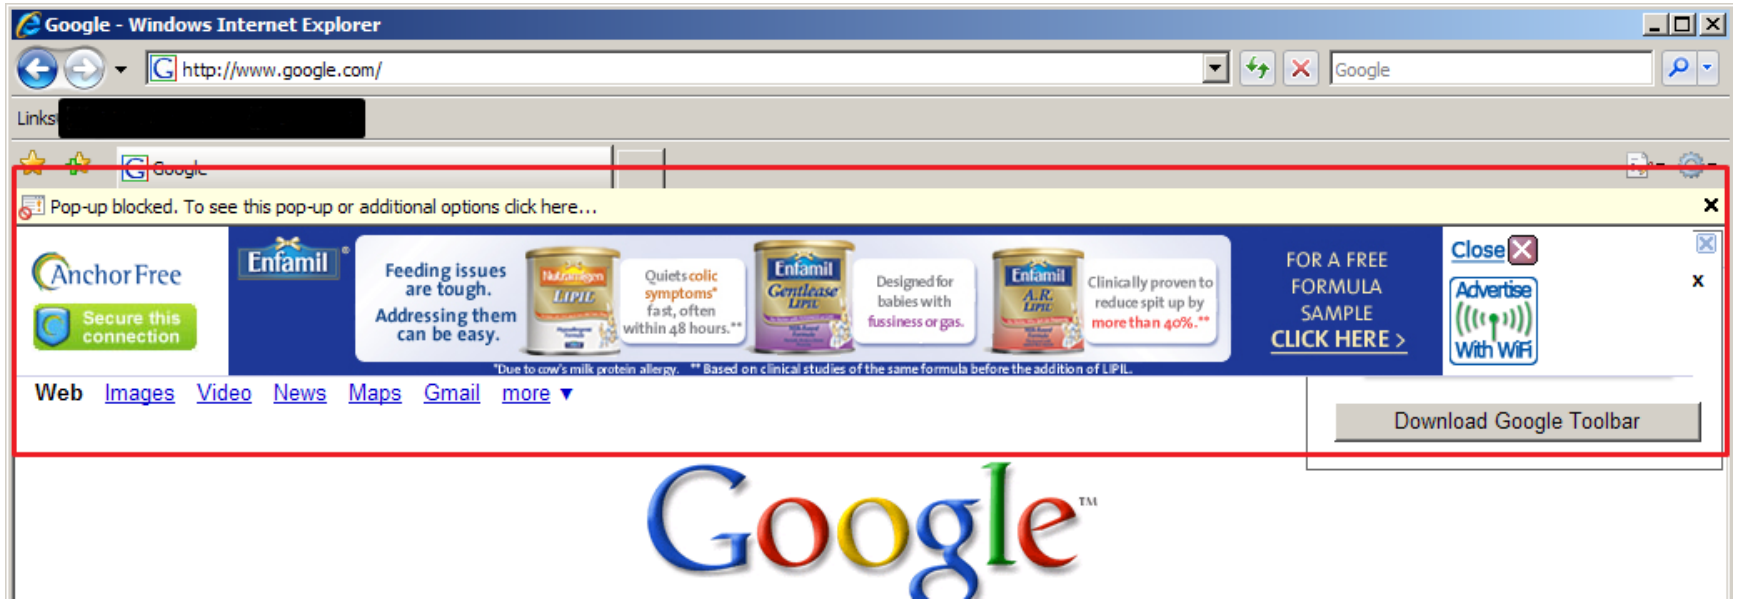 Google - Windows Internet Explorer
http://www.google.com/
Google
Links
Google
Pop-up blocked. To see this pop-up or additional options click here...
AnchorFree
Secure this
connection
Enfamil®
Feeding issues
are tough.
Addressing them
can be easy.
Nutramigen
LIPIL
Quiets colic
symptoms*
fast, often
within 48 hours.**
Enfamil
Gentlease
LIPIL
Designed for
babies with
fussiness or gas.
Enfamil
A.R.
LIPIL
Clinically proven to
reduce spit up by
more than 40%.**
*Due to cow's milk protein allergy. ** Based on clinical studies of the same formula before the addition of LIPIL.
FOR A FREE
FORMULA
SAMPLE
CLICK HERE >
Close
x
Advertise
With WiFi
Web Images Video News Maps Gmail more ▼
Download Google Toolbar
Google™